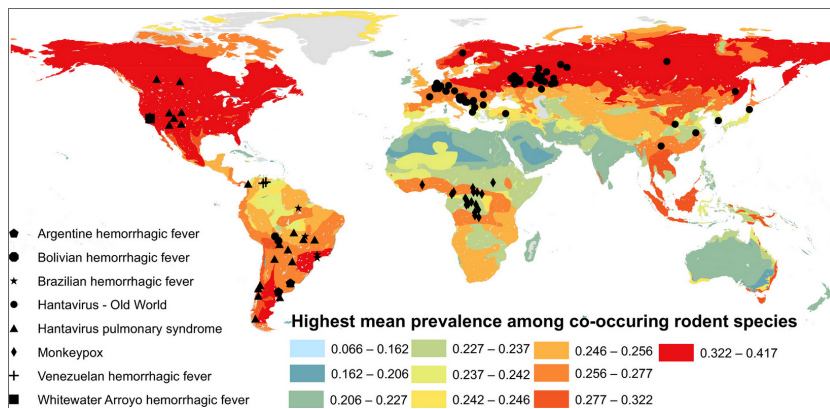 Argentine hemorrhagic fever
Bolivian hemorrhagic fever
Brazilian hemorrhagic fever
Hantavirus - Old World
Hantavirus pulmonary syndrome
Monkeypox
Venezuelan hemorrhagic fever
Whitewater Arroyo hemorrhagic fever
Highest mean prevalence among co-occuring rodent species
0.066 – 0.162 0.227 – 0.237 0.246 – 0.256 0.322 – 0.417
0.162 – 0.206 0.237 – 0.242 0.256 – 0.277
0.206 – 0.227 0.242 – 0.246 0.277 – 0.322